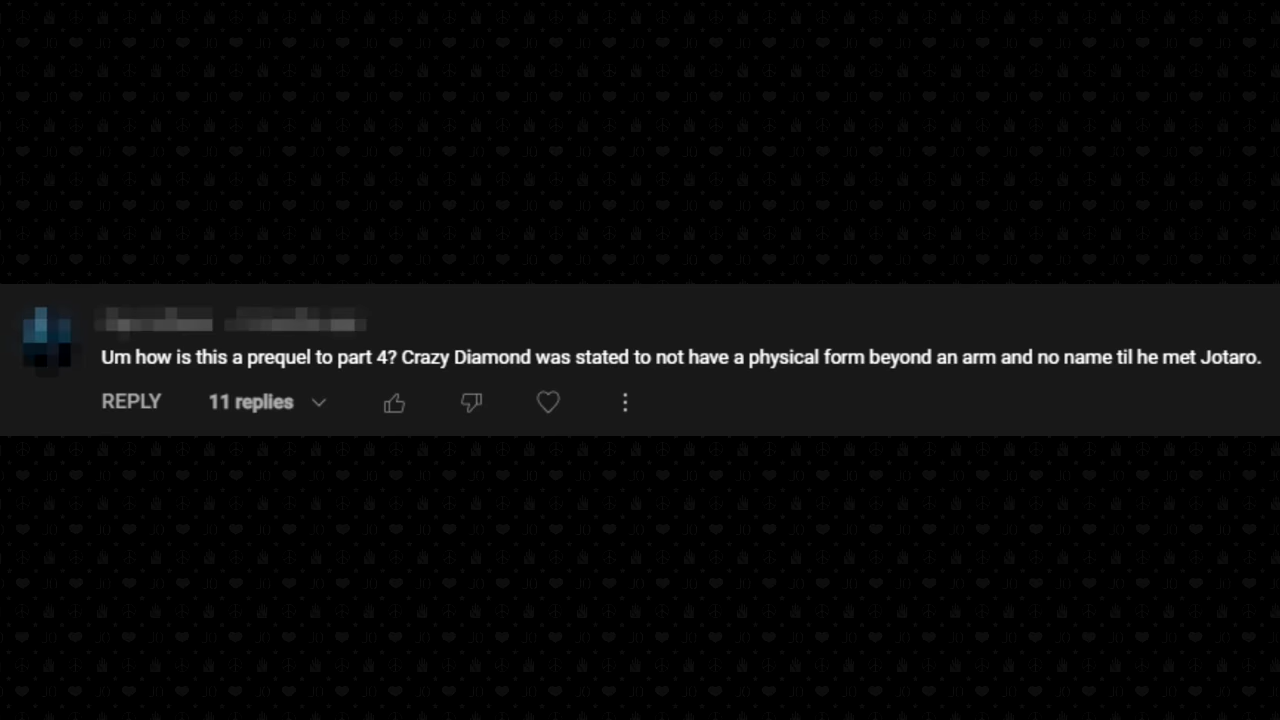 Um how is this a prequel to part 4? Crazy Diamond was stated to not have a physical form beyond an arm and no name til he met Jotaro.
REPLY 11 replies